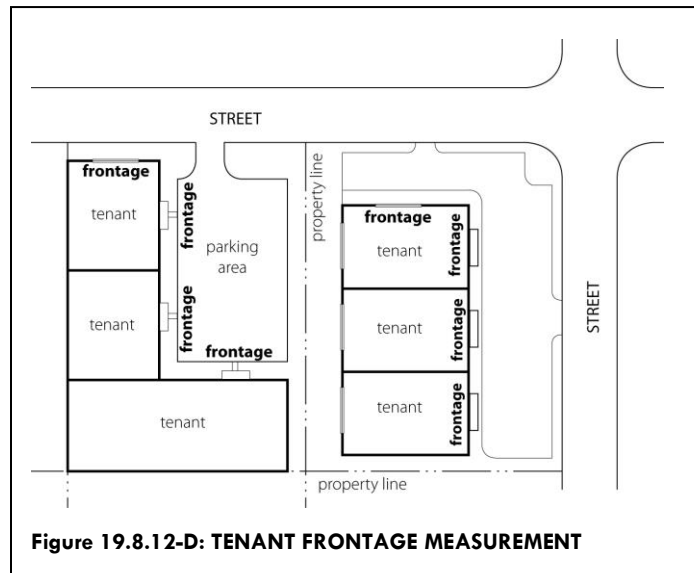 STREET
frontage
tenant
frontage
parking
area
property line
frontage
tenant
frontage
STREET
tenant
frontage
frontage
tenant
frontage
tenant
tenant
frontage
property line
Figure 19.8.12-D: TENANT FRONTAGE MEASUREMENT